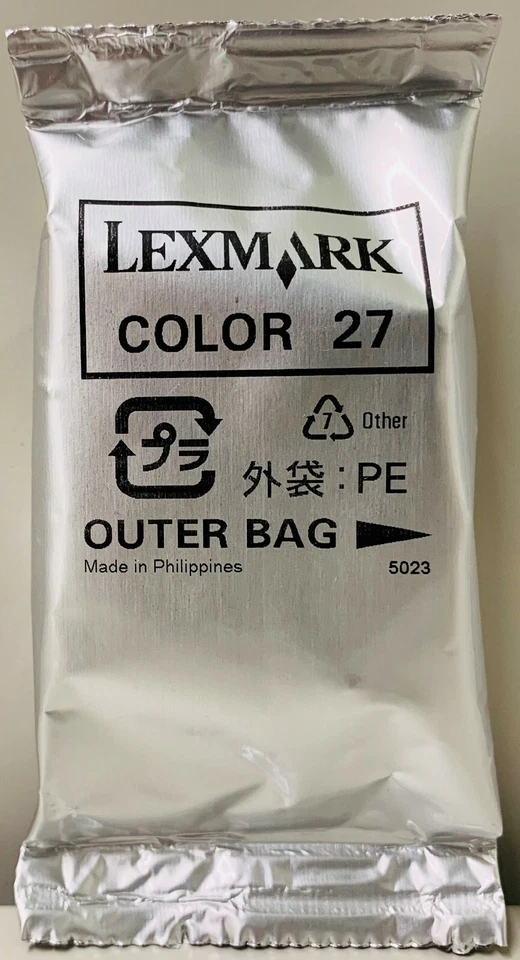 LEXMARK
COLOR 27
プラ
7 Other
外袋:PE
OUTER BAG
Made in Philippines 5023